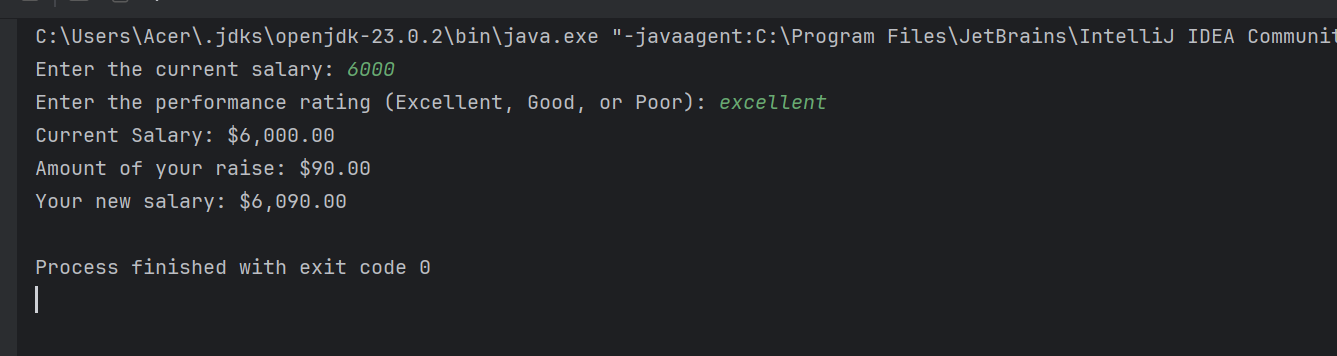 C:\Users\Acer\.jdks\openjdk-23.0.2\bin\java.exe "-javaagent:C:\Program Files\JetBrains\IntelliJ IDEA Communit
Enter the current salary: 6000
Enter the performance rating (Excellent, Good, or Poor): excellent
Current Salary: $6,000.00
Amount of your raise: $90.00
Your new salary: $6,090.00
Process finished with exit code 0